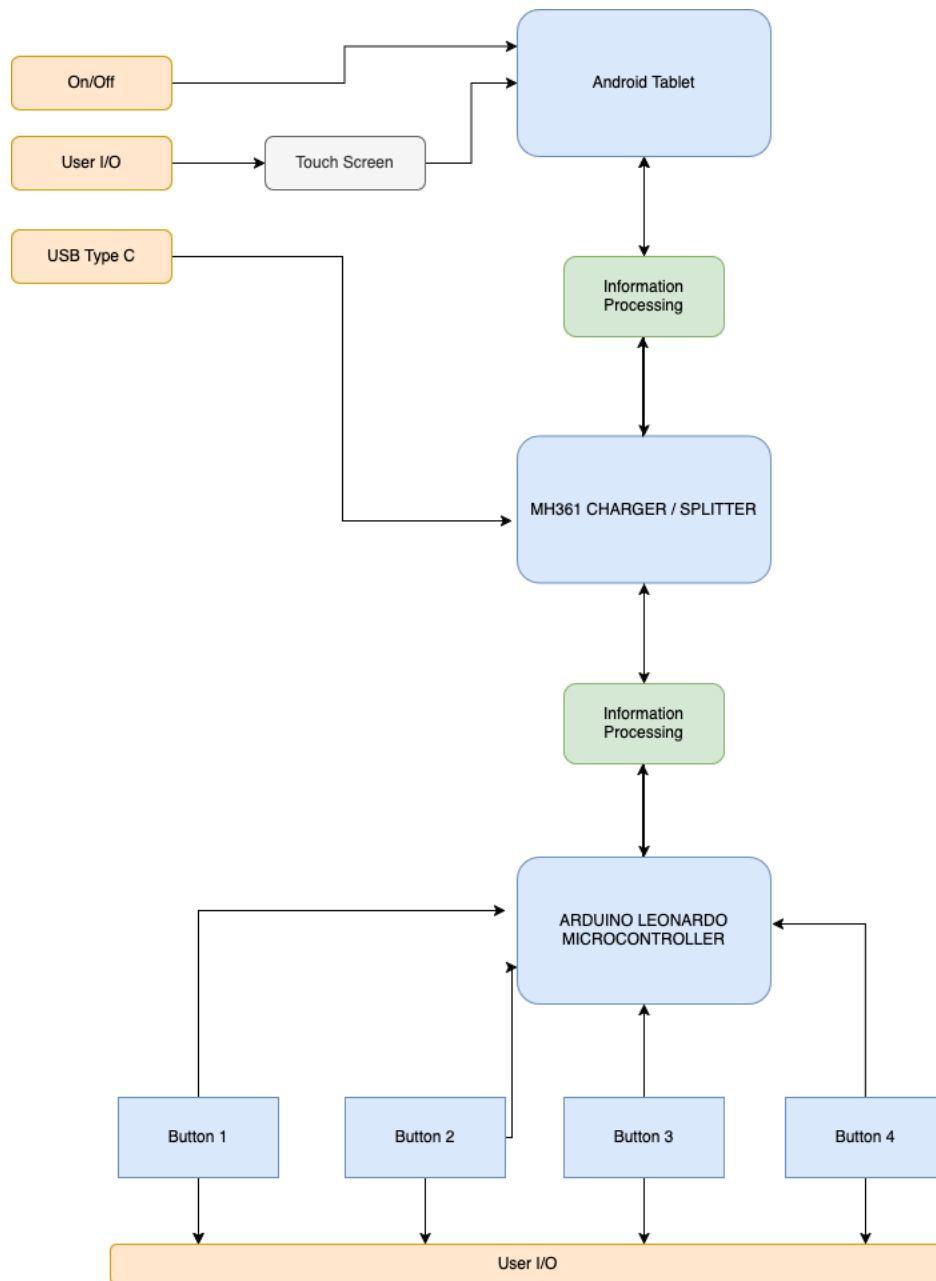 On/Off
Android Tablet
User I/O
Touch Screen
USB Type C
Information
Processing
MH361 CHARGER / SPLITTER
Information
Processing
ARDUINO LEONARDO
MICROCONTROLLER
Button 1
Button 2
Button 3
Button 4
User I/O